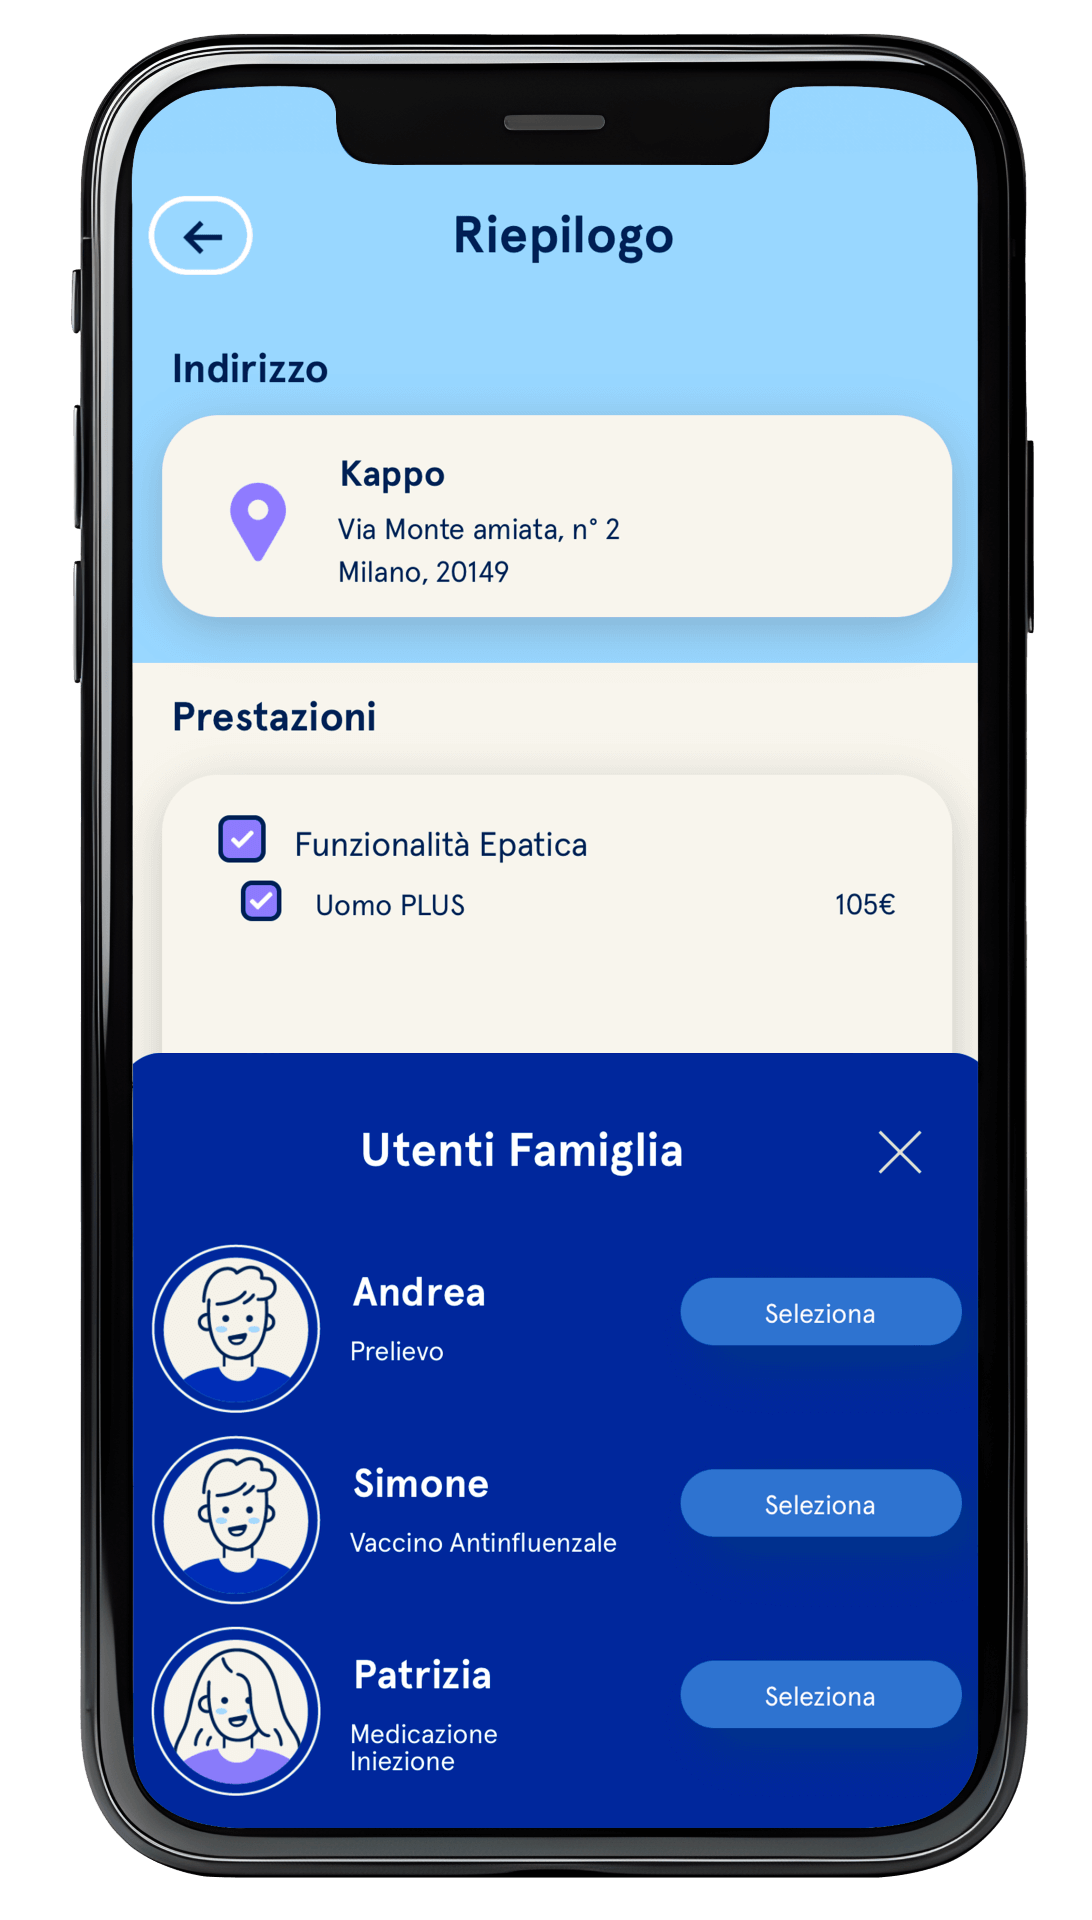 Riepilogo
Indirizzo
Kappo
Via Monte amiata, n° 2
Milano, 20149
Prestazioni
Funzionalità Epatica
Uomo PLUS 105€
Utenti Famiglia
Andrea
Seleziona
Prelievo
Simone
Seleziona
Vaccino Antinfluenzale
Patrizia
Seleziona
Medicazione
Iniezione